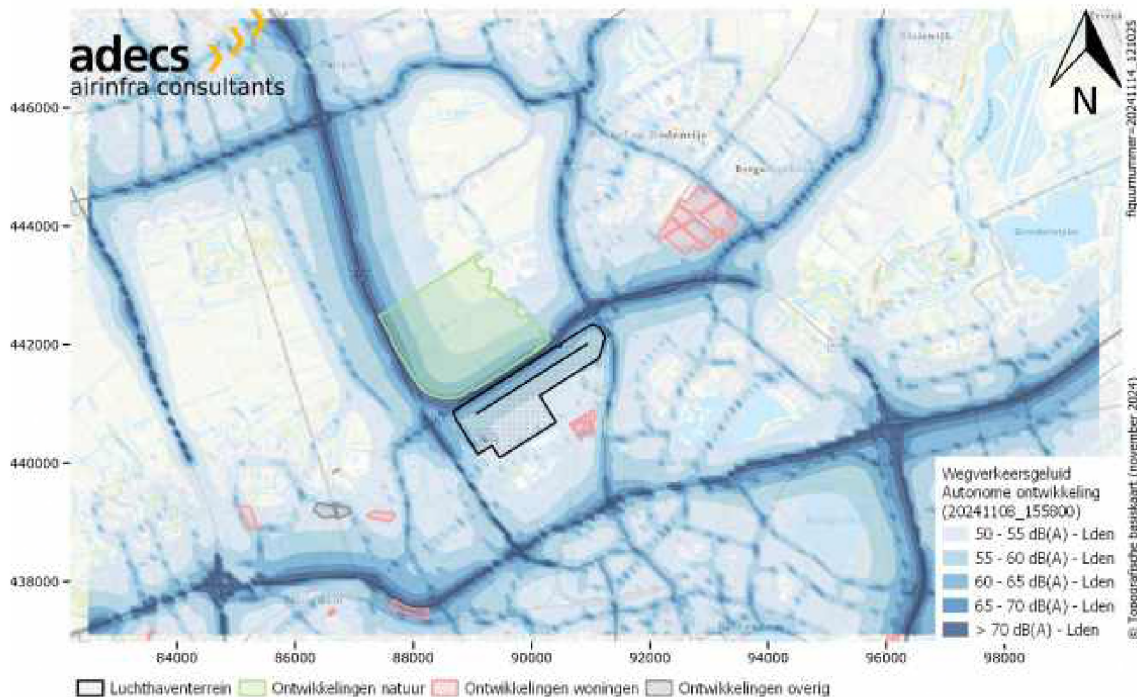 adecs
airinfra consultants
N
figuurnummer=20241114_121025
446000
444000
442000
440000
438000
Wegverkeersgeluid
Autonome ontwikkeling
(20241106_155800)
50 - 55 dB(A) - Lden
55 - 60 dB(A) - Lden
60 - 65 dB(A) - Lden
65 - 70 dB(A) - Lden
> 70 dB(A) - Lden
© Topografische basiskaart (november 2024)
84000
86000
88000
90000
92000
94000
96000
98000
Luchthaventerrein
Ontwikkelingen natuur
Ontwikkelingen woningen
Ontwikkelingen overig